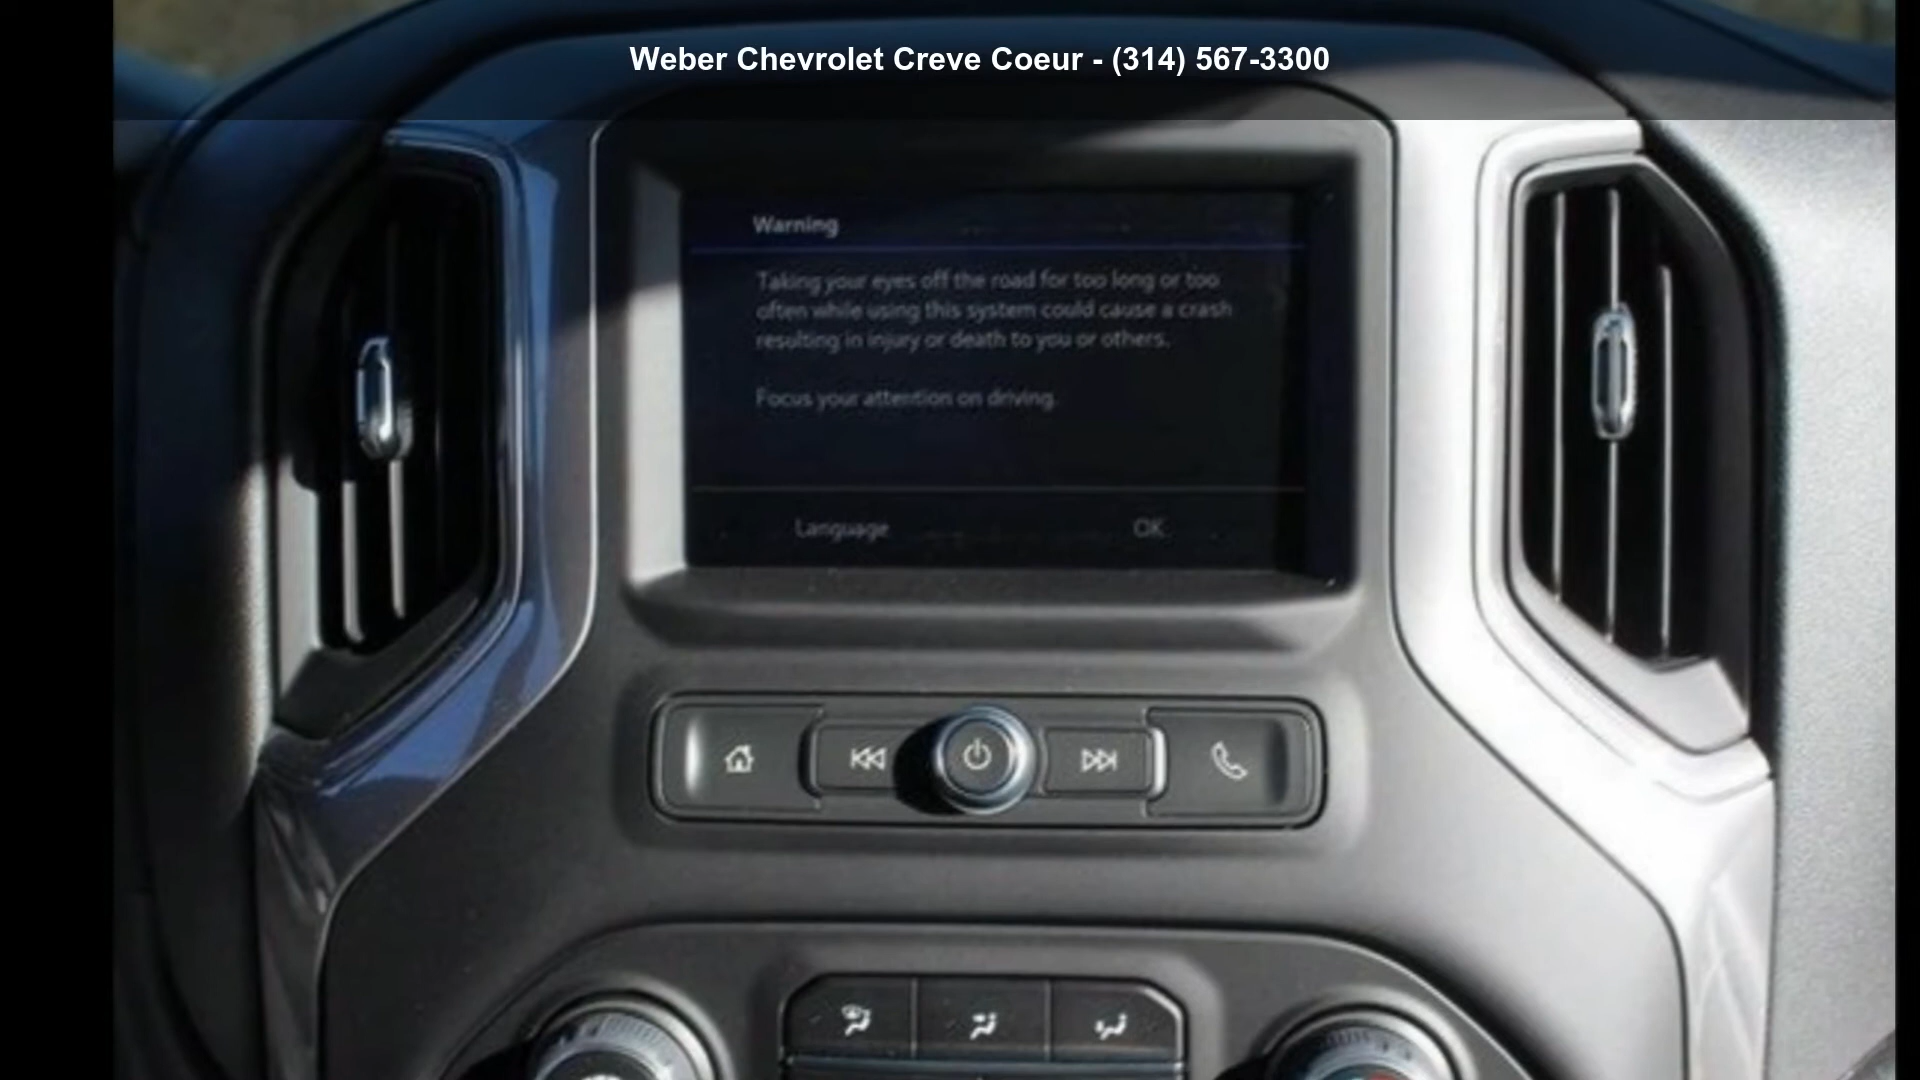 Weber Chevrolet Creve Coeur - (314) 567-3300
Warning
Taking your eyes off the road for too long or too
often while using this system could cause a crash
resulting in injury or death to you or others.
Focus your attention on driving.
Language OK